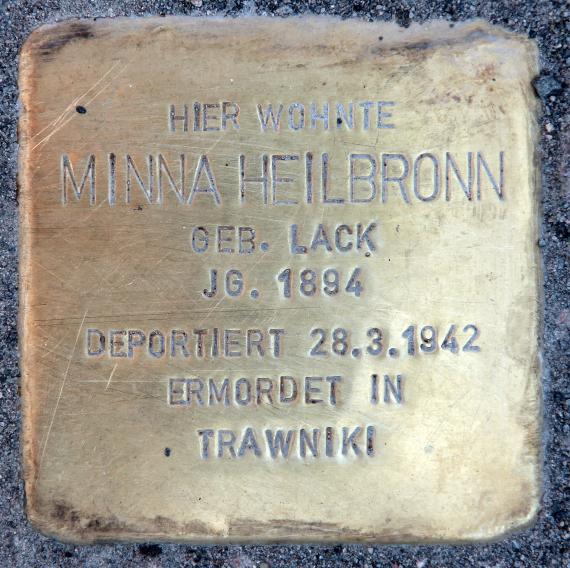 HIER WOHNTE
MINNA HEILBRONN
GEB. LACK
JG. 1894
DEPORTIERT 28.3.1942
ERMORDET IN
TRAWNIKI